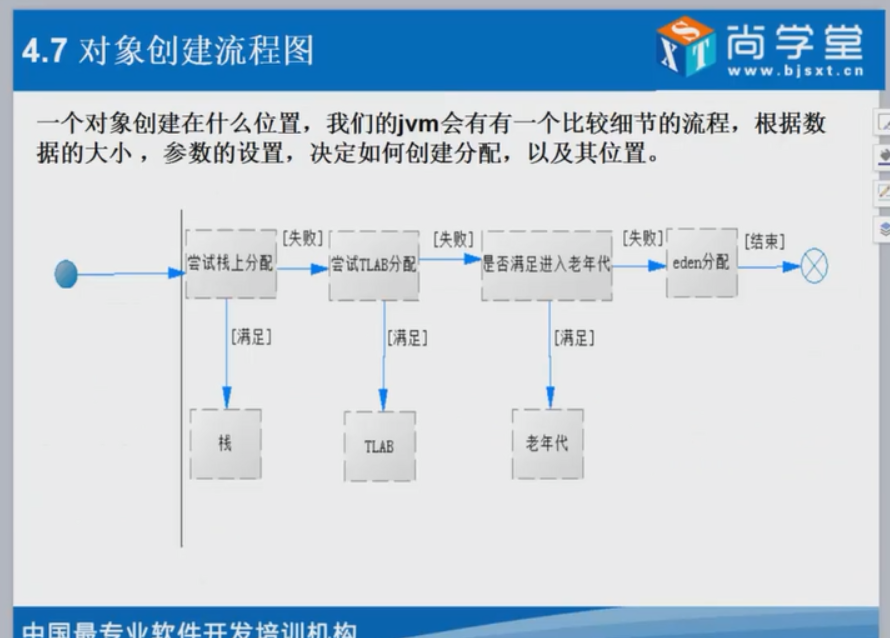 4.7 对象创建流程图
尚学堂
www.bjsxt.cn
一个对象创建在什么位置，我们的jvm会有有一个比较细节的流程，根据数
据的大小，参数的设置，决定如何创建分配，以及其位置。
尝试栈上分配
[失败]
尝试TLAB分配
[失败]
是否满足进入老年代
[失败]
eden分配
[结束]
[满足]
[满足]
[满足]
栈
TLAB
老年代
中国最专业软件开发培训机构